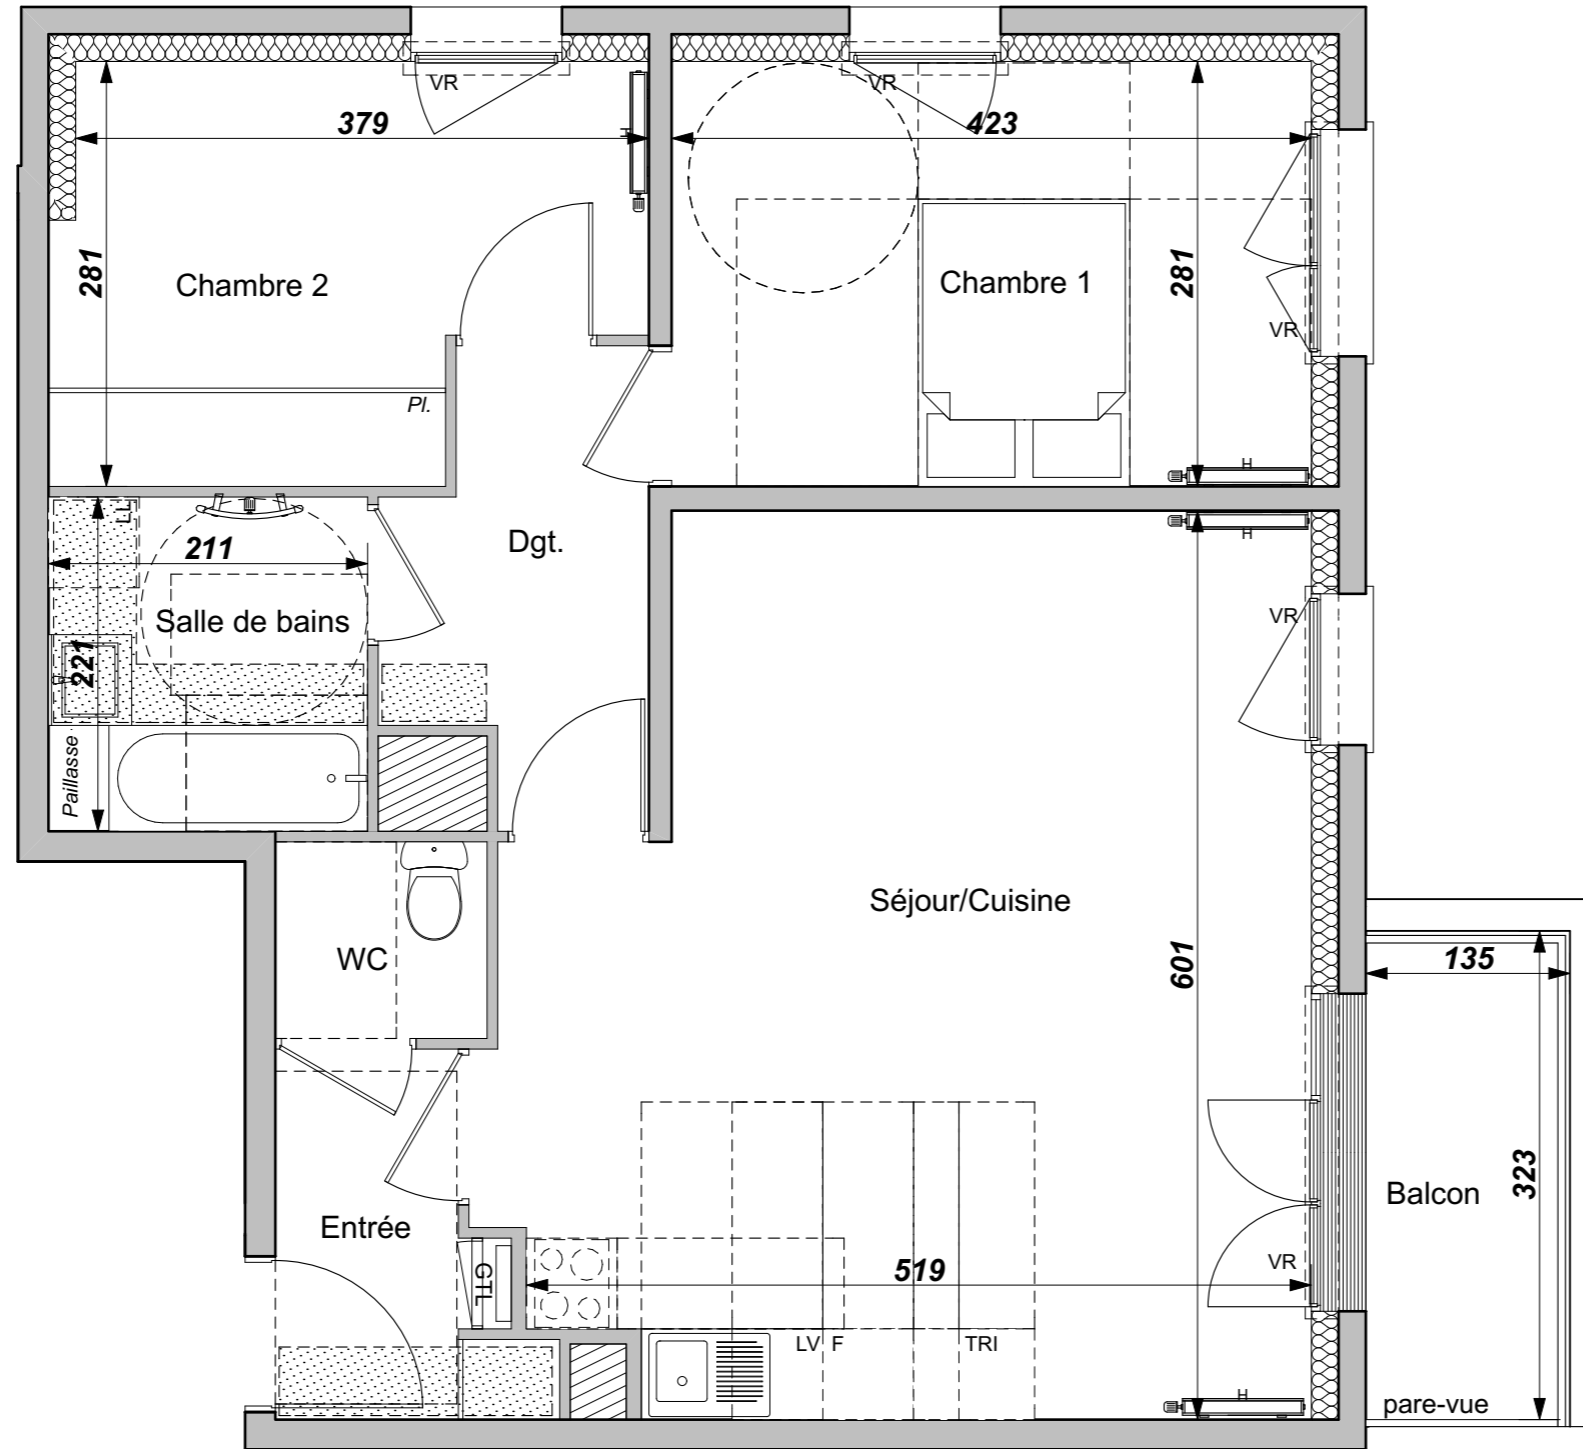 VR
VR
379
423
H
281
Chambre 2
Chambre 1
281
VR
Pl.
H
H
LL
211
Dgt.
Salle de bains
VR
221
Paillasse
Séjour/Cuisine
WC
601
135
323
Balcon
Entrée
GTL
519
VR
LV F
TRI
H
pare-vue